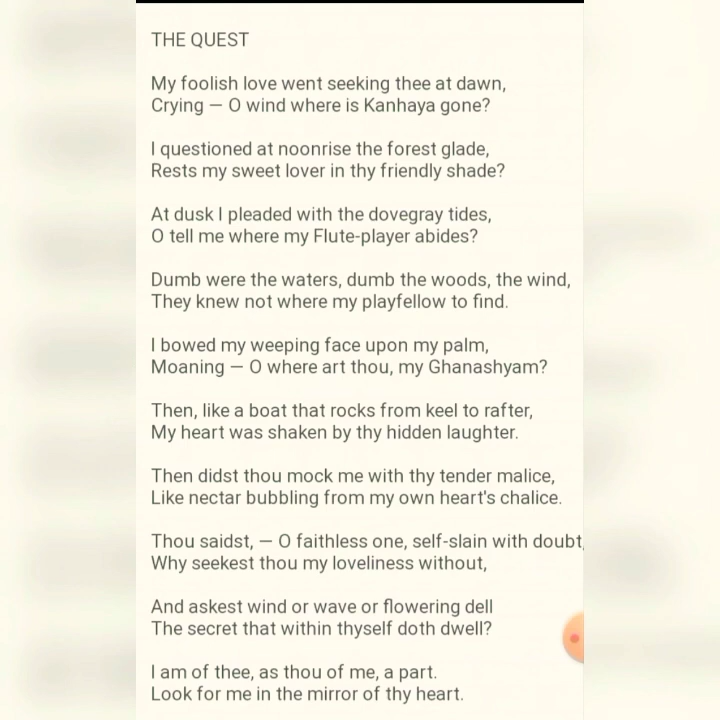 THE QUEST
My foolish love went seeking thee at dawn,
Crying — O wind where is Kanhaya gone?
I questioned at noonrise the forest glade,
Rests my sweet lover in thy friendly shade?
At dusk I pleaded with the dovegray tides,
O tell me where my Flute-player abides?
Dumb were the waters, dumb the woods, the wind,
They knew not where my playfellow to find.
I bowed my weeping face upon my palm,
Moaning — O where art thou, my Ghanashyam?
Then, like a boat that rocks from keel to rafter,
My heart was shaken by thy hidden laughter.
Then didst thou mock me with thy tender malice,
Like nectar bubbling from my own heart's chalice.
Thou saidst, — O faithless one, self-slain with doubt,
Why seekest thou my loveliness without,
And askest wind or wave or flowering dell
The secret that within thyself doth dwell?
I am of thee, as thou of me, a part.
Look for me in the mirror of thy heart.